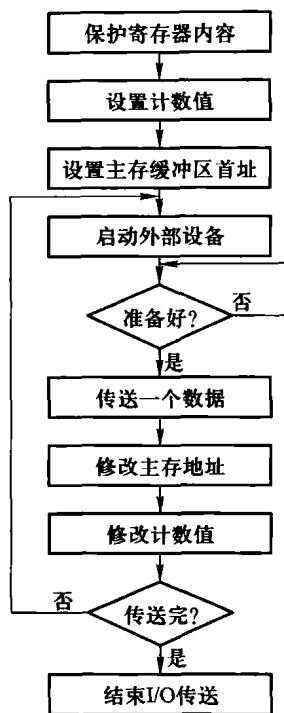 保护寄存器内容
设置计数值
设置主存缓冲区首址
启动外部设备
准备好?
否
是
传送一个数据
修改主存地址
修改计数值
否
传送完?
是
结束I/O传送